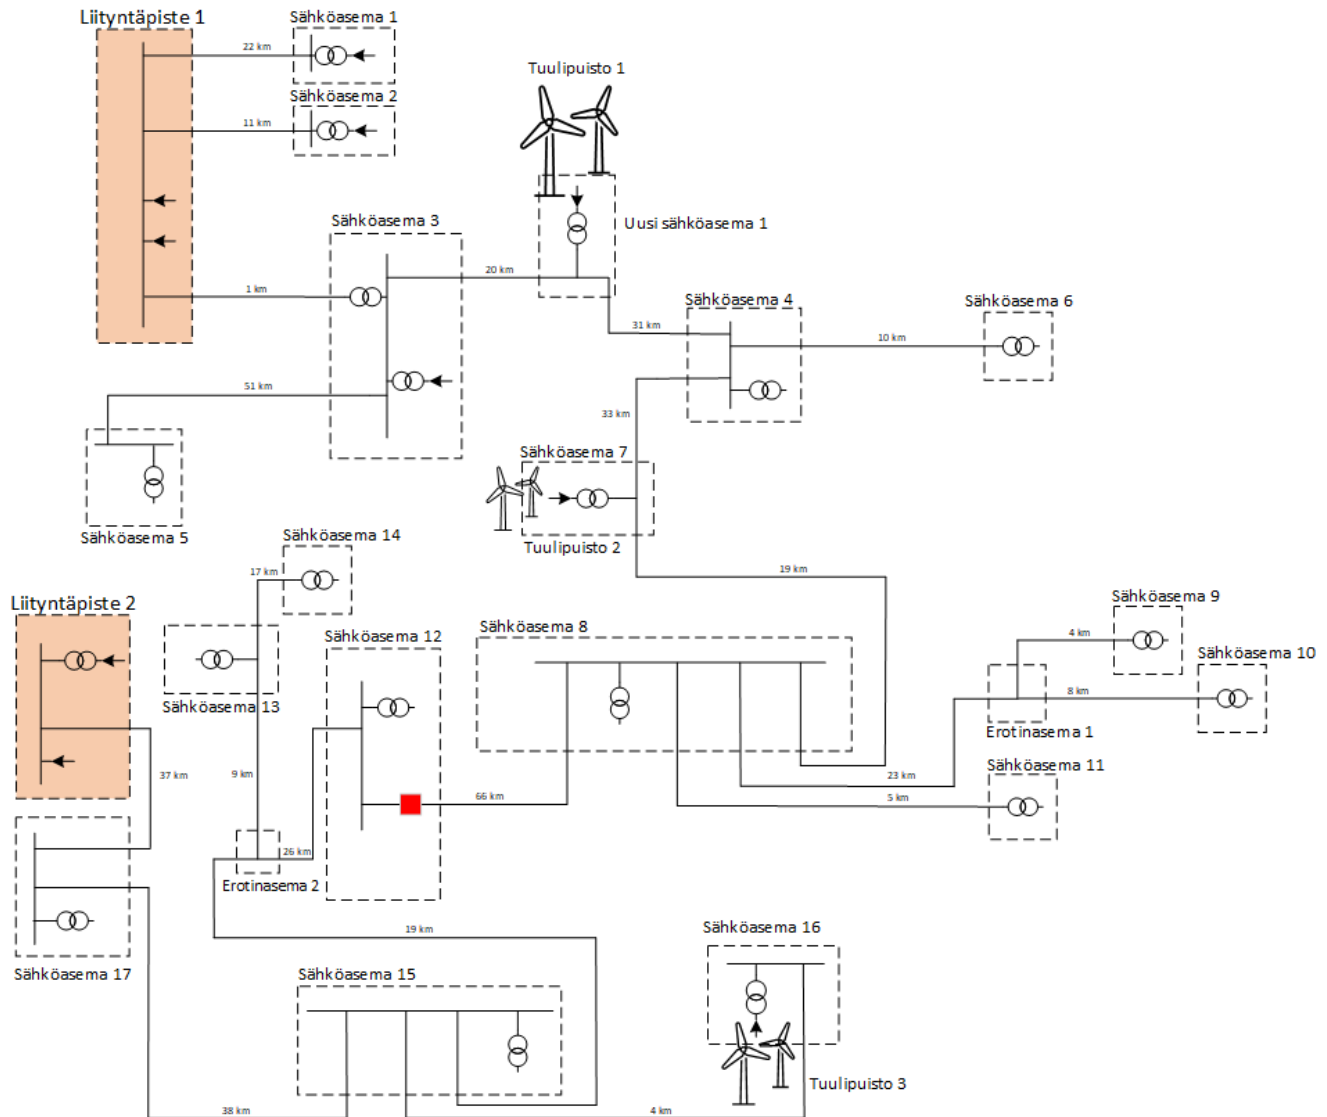 Liityntäpiste 1
Sähköasema 1
22 km
Sähköasema 2
11 km
Tuulipuisto 1
Sähköasema 3
Uusi sähköasema 1
20 km
1 km
Sähköasema 4
Sähköasema 6
31 km
10 km
51 km
33 km
Sähköasema 7
Sähköasema 5
Tuulipuisto 2
Sähköasema 14
17 km
19 km
Liityntäpiste 2
Sähköasema 9
Sähköasema 12
Sähköasema 8
4 km
Sähköasema 10
8 km
Sähköasema 13
Erotinasema 1
37 km
9 km
23 km
Sähköasema 11
66 km
5 km
26 km
Erotinasema 2
19 km
Sähköasema 16
Sähköasema 17
Sähköasema 15
Tuulipuisto 3
38 km
4 km